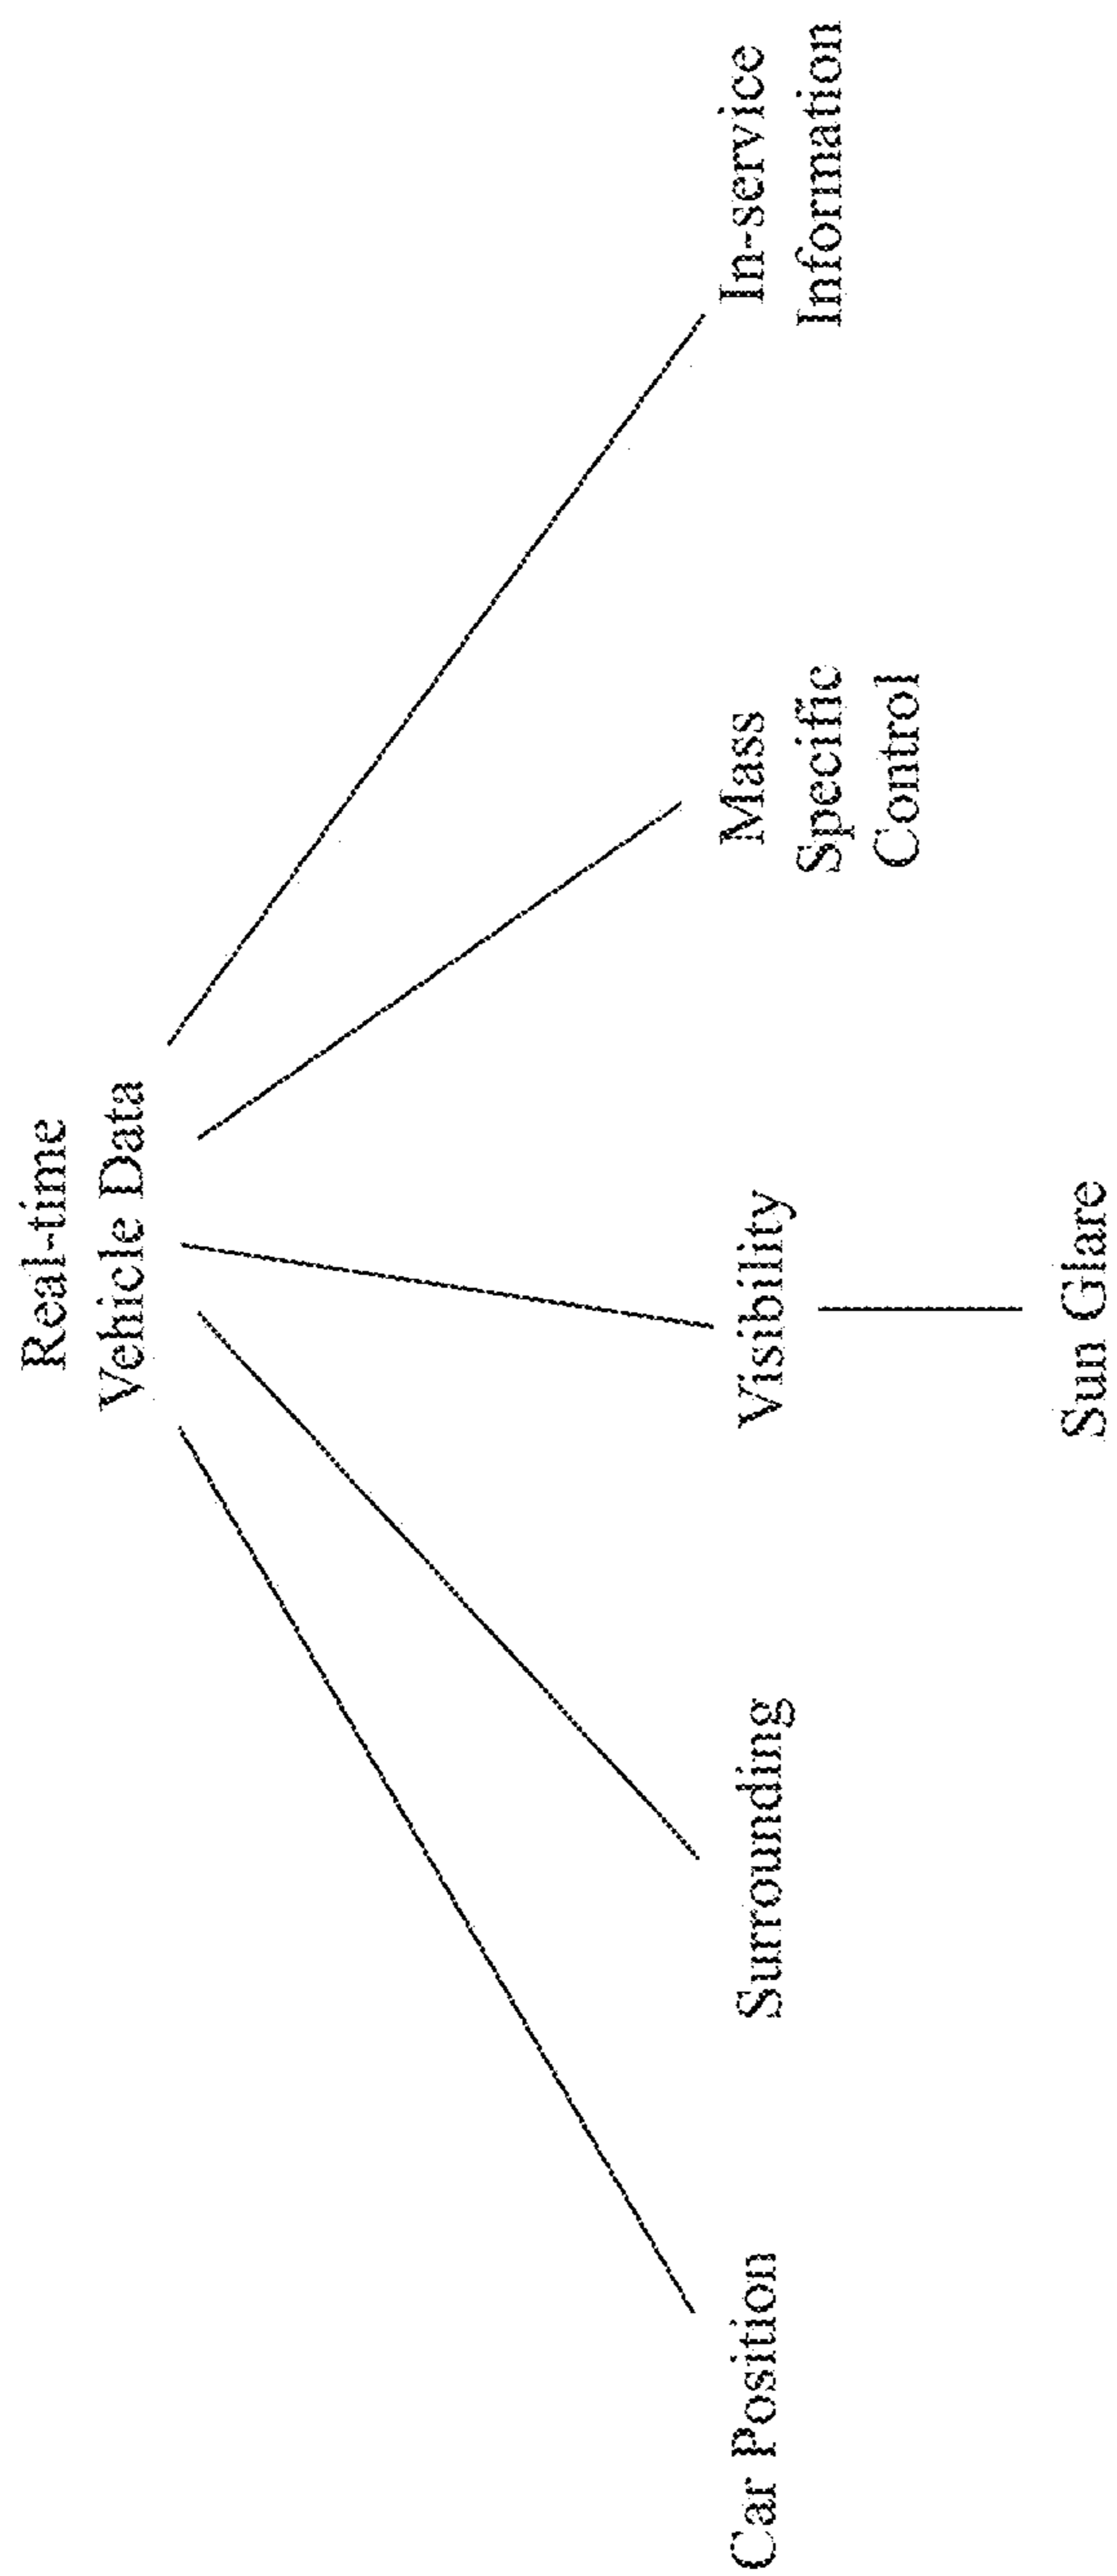 Real-time
Vehicle Data
Car Position
Surrounding
Visibility
Mass
Specific
Control
In-service
Information
Sun Glare